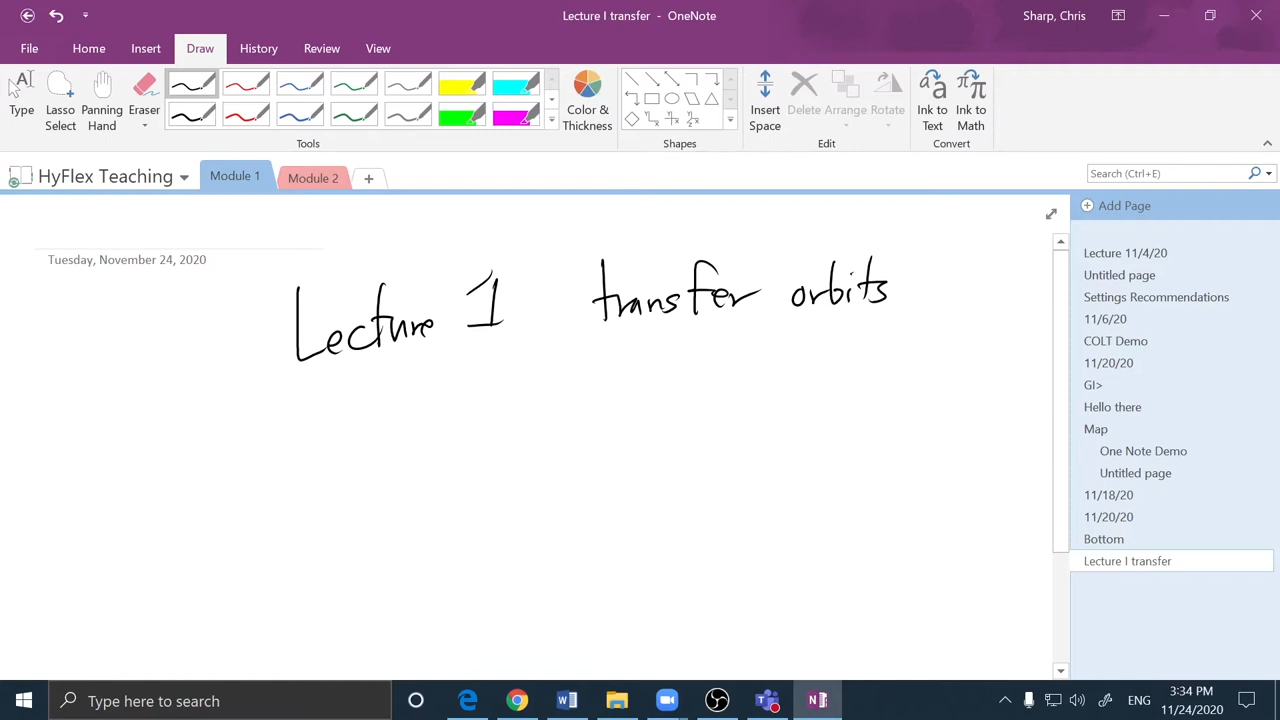 Lecture I transfer - OneNote
Sharp, Chris
File Home Insert Draw History Review View
Type
Lasso Select
Panning Hand
Eraser
Color & Thickness
Insert Space
Delete
Arrange
Rotate
Ink to Text
Ink to Math
Tools
Shapes
Edit
Convert
HyFlex Teaching
Module 1
Module 2
Search (Ctrl+E)
Add Page
Tuesday, November 24, 2020
Lecture 1 transfer orbits
Lecture 11/4/20
Untitled page
Settings Recommendations
11/6/20
COLT Demo
11/20/20
GI>
Hello there
Map
One Note Demo
Untitled page
11/18/20
11/20/20
Bottom
Lecture I transfer
Type here to search
ENG
3:34 PM
11/24/2020